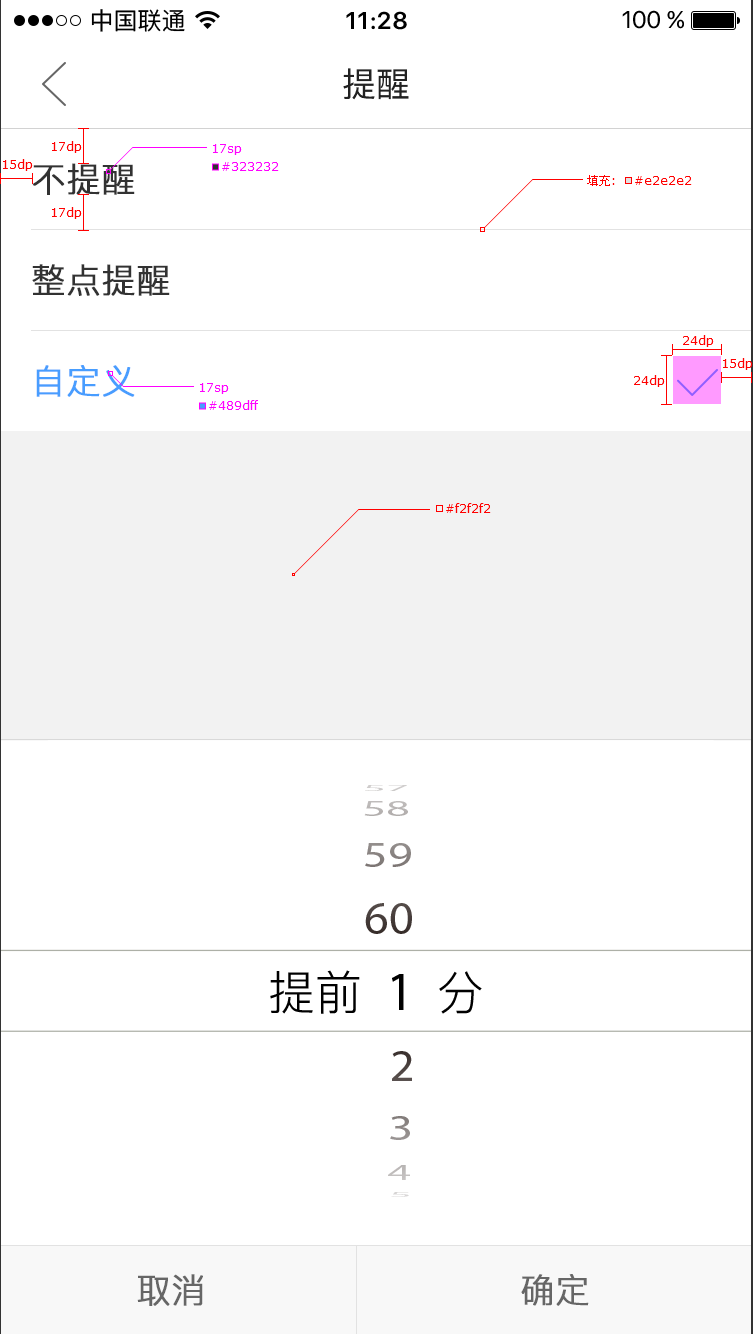 中国联通 11:28 100 %
提醒
17dp 17sp
#323232
15dp
不提醒 填充: #e2e2e2
17dp
整点提醒
24dp
15dp
自定义 24dp
17sp
#489dff
#f2f2f2
57
58
59
60
提前 1 分
2
3
4
5
取消 确定